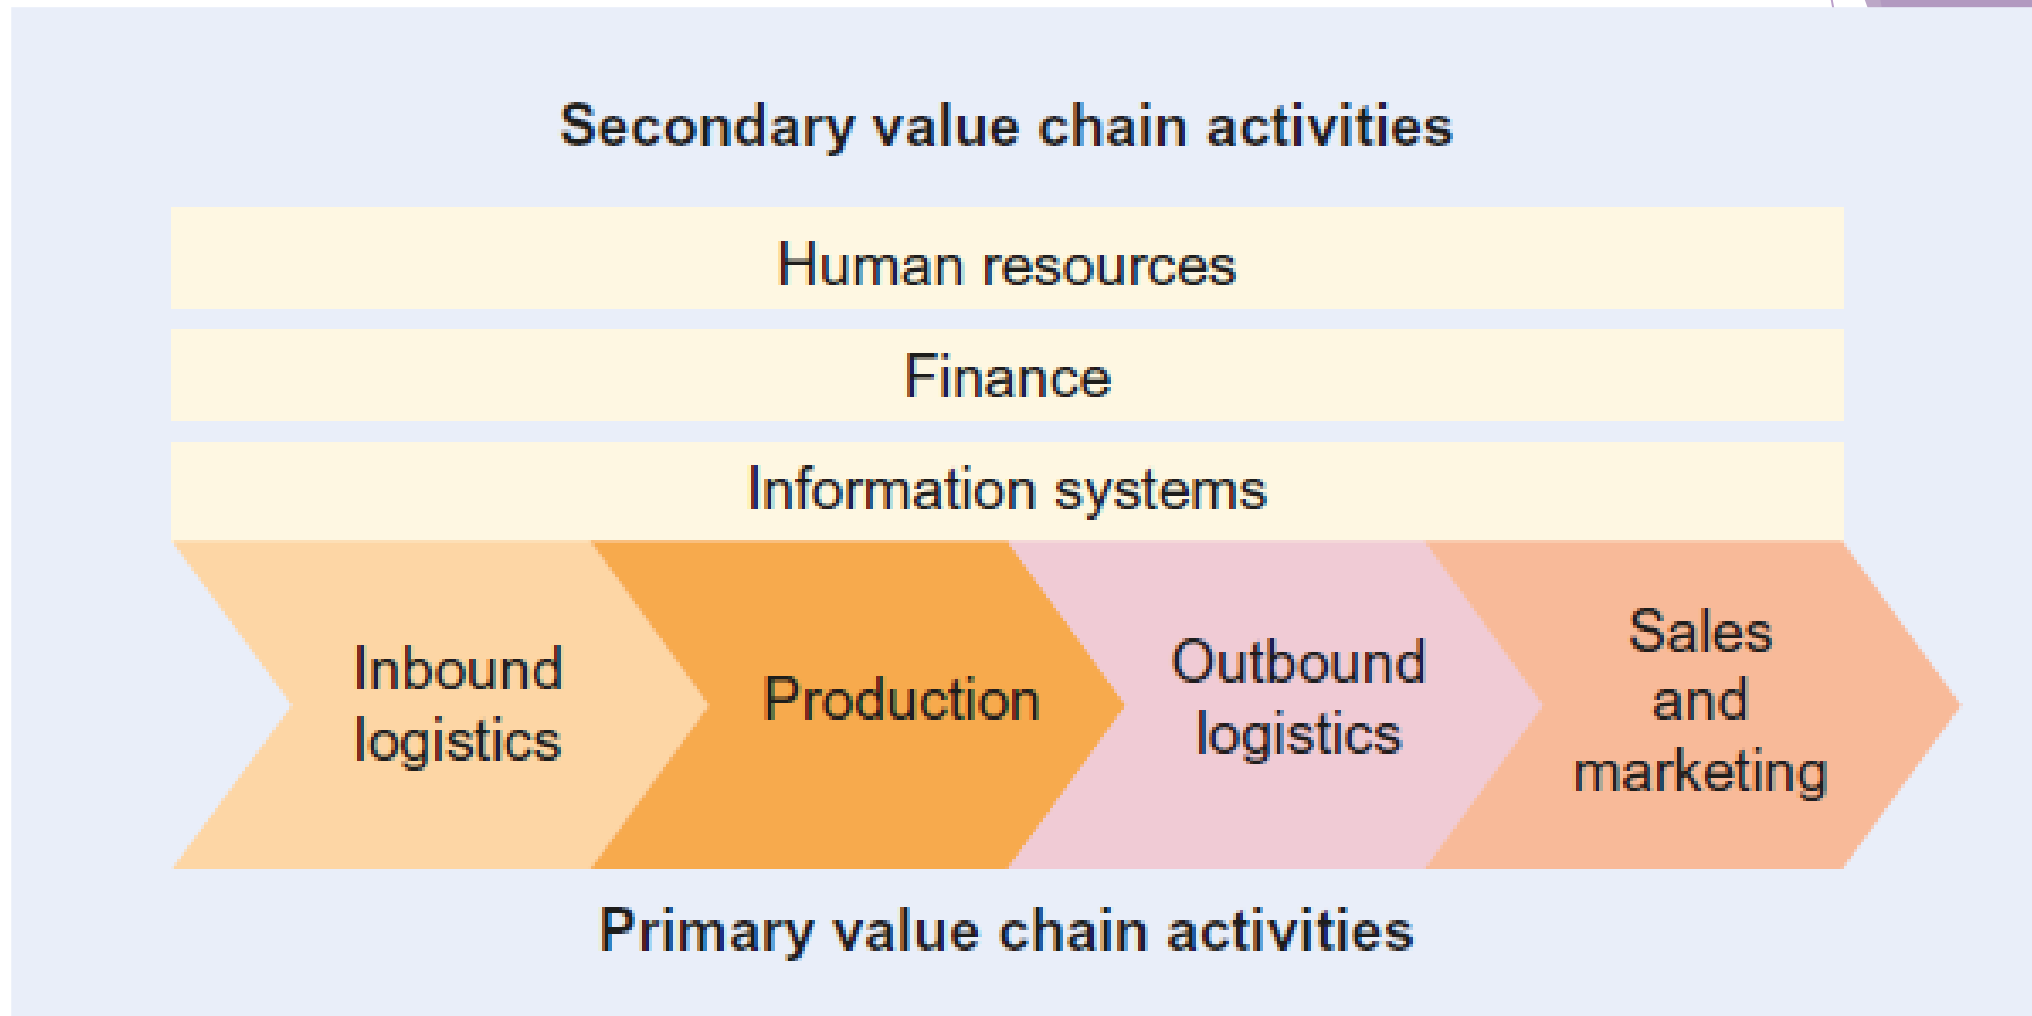 Secondary value chain activities
Human resources
Finance
Information systems
Inbound
logistics
Production
Outbound
logistics
Sales
and
marketing
Primary value chain activities